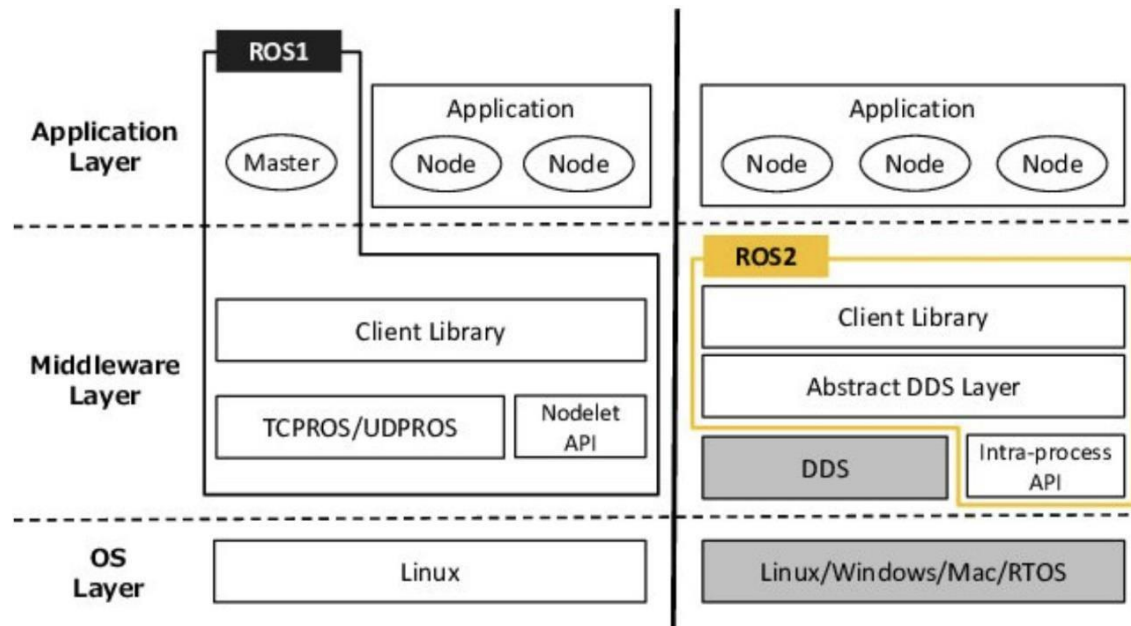 ROS1
Application
Layer
Master
Application
Node
Node
Application
Node
Node
Node
Middleware
Layer
Client Library
TCPROS/UDPROS
Nodelet
API
ROS2
Client Library
Abstract DDS Layer
DDS
Intra-process
API
OS
Layer
Linux
Linux/Windows/Mac/RTOS